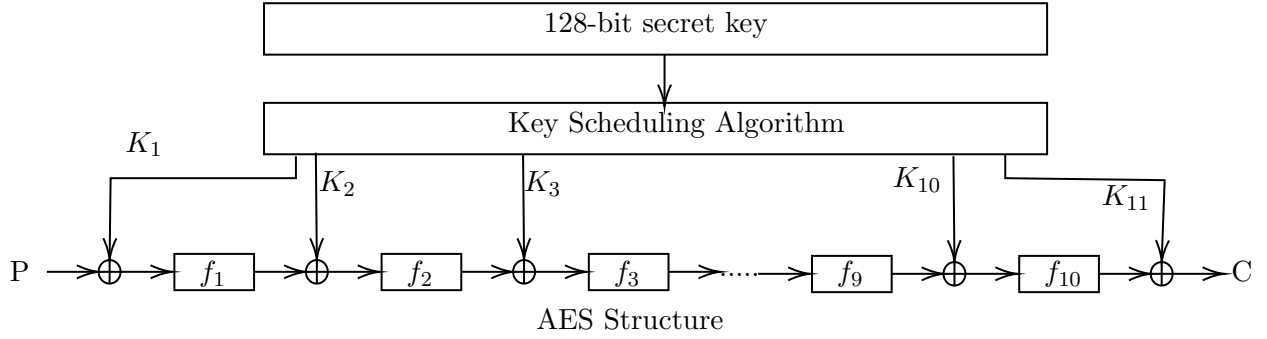 128-bit secret key
Key Scheduling Algorithm
K₁
K₂ K₃ K₁₀ K₁₁
P f₁ f₂ f₃ ..... f₉ f₁₀ C
AES Structure